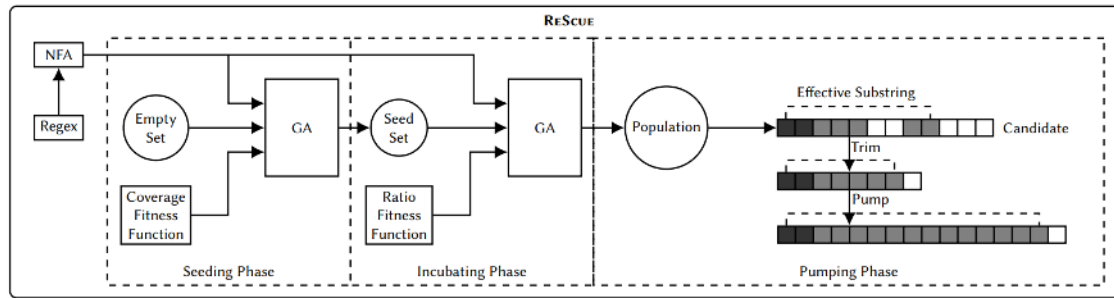 RESCUE
NFA
Regex
Empty
Set
Coverage
Fitness
Function
GA
Seeding Phase
Seed
Set
Ratio
Fitness
Function
GA
Incubating Phase
Population
Effective Substring
Candidate
Trim
Pump
Pumping Phase